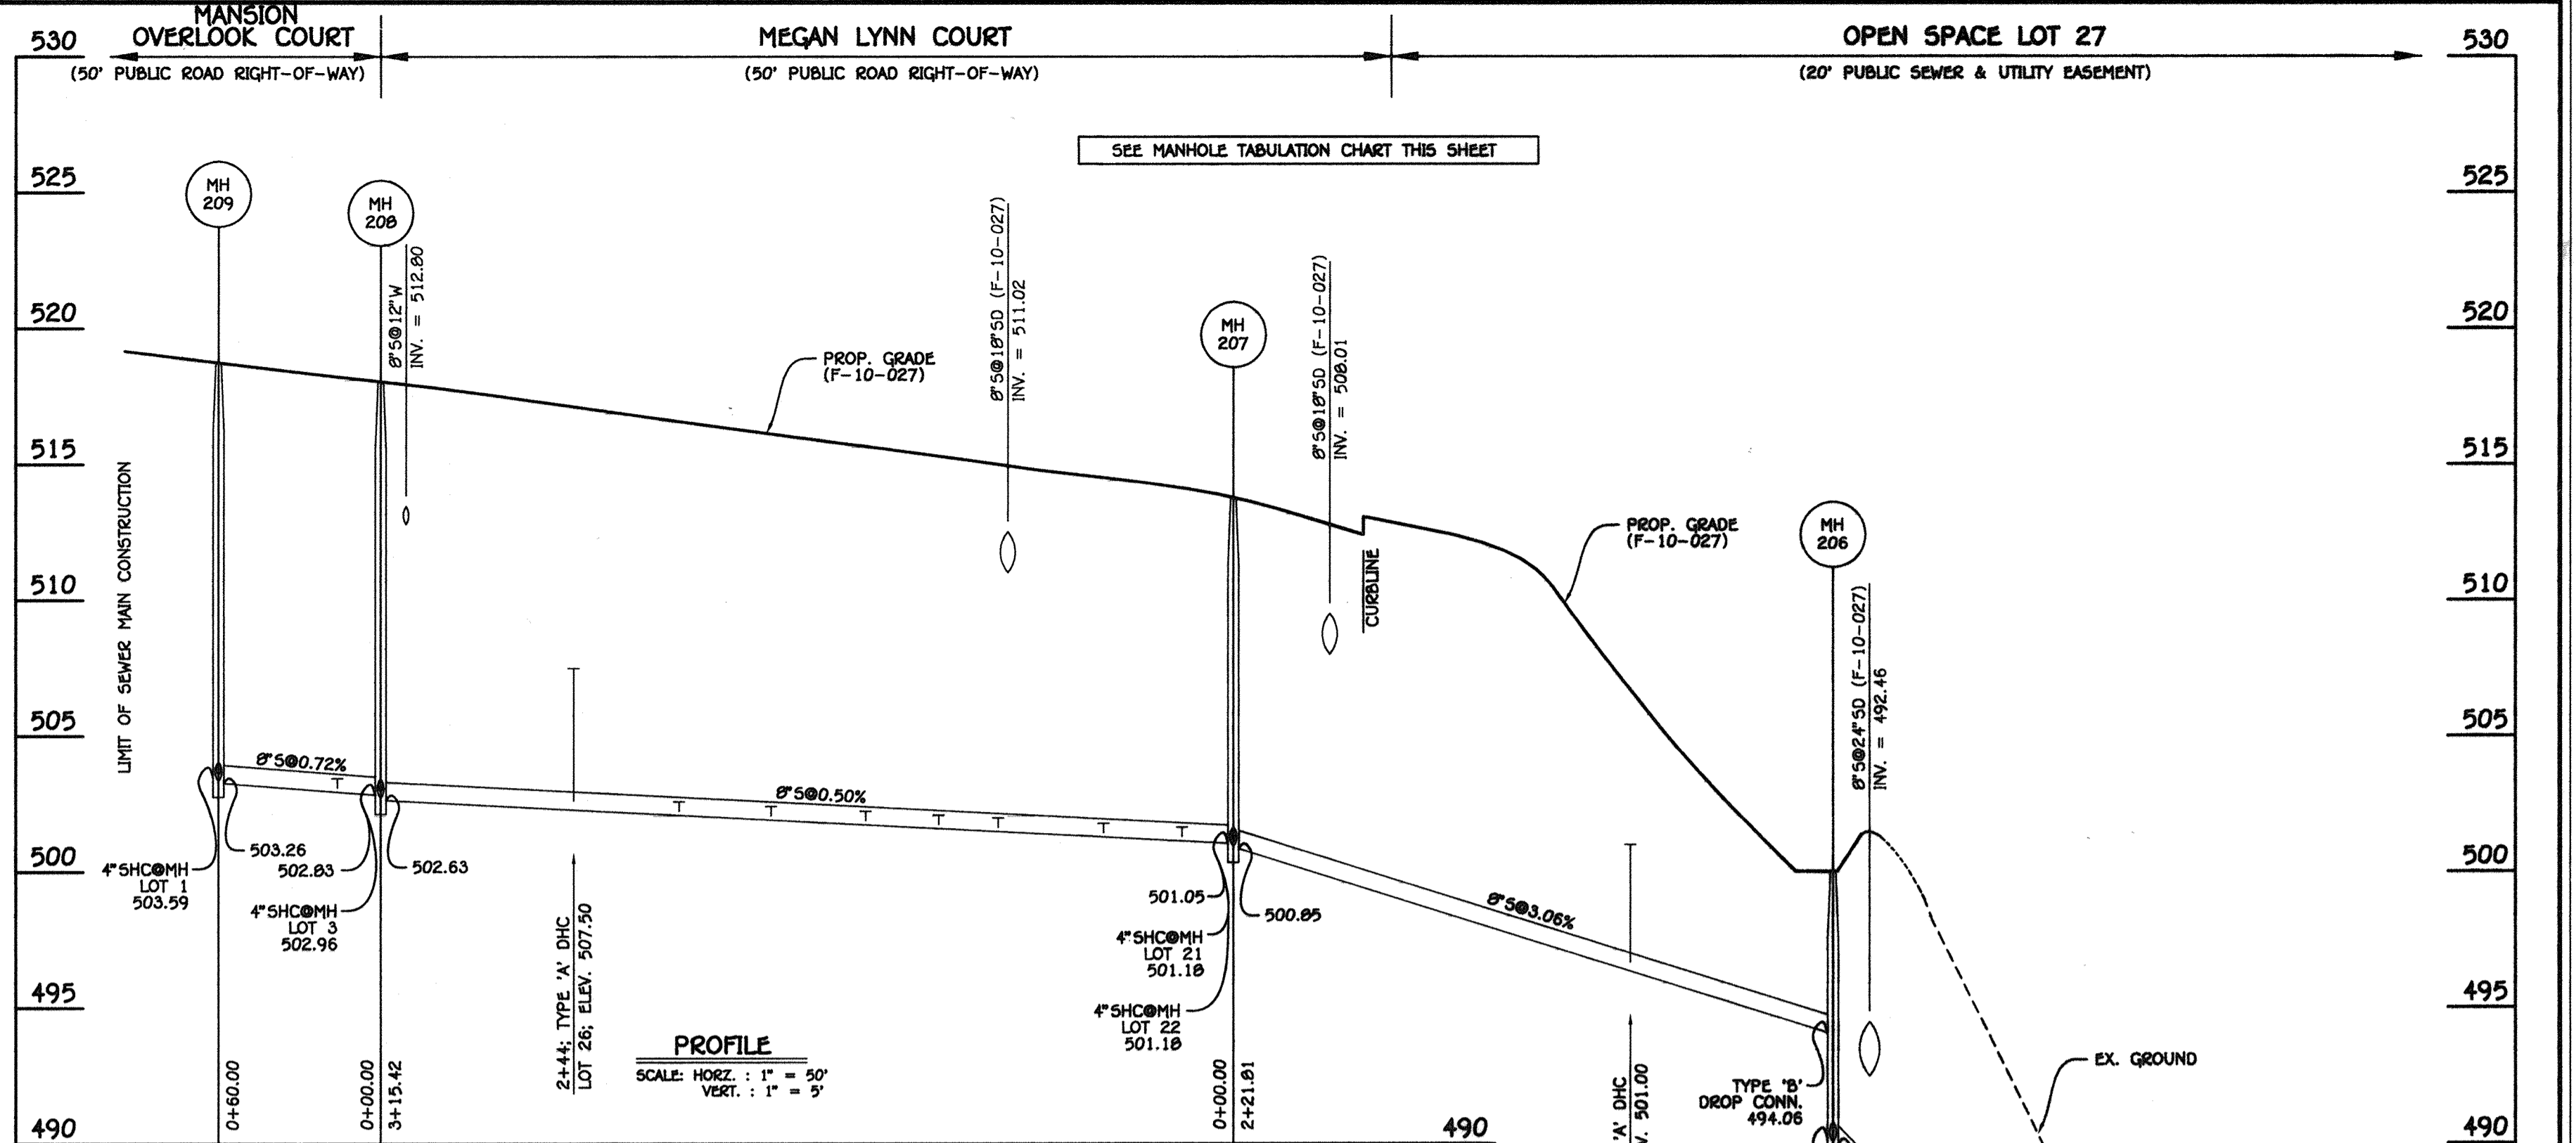 MANSION
OVERLOOK COURT
(50' PUBLIC ROAD RIGHT-OF-WAY)
MEGAN LYNN COURT
(50' PUBLIC ROAD RIGHT-OF-WAY)
OPEN SPACE LOT 27
(20' PUBLIC SEWER & UTILITY EASEMENT)
530
530
SEE MANHOLE TABULATION CHART THIS SHEET
525
525
MH
209
MH
208
8"S@12"W
INV. = 512.80
8"S@18"SD (F-10-027)
INV. = 511.02
MH
207
8"S@18"SD (F-10-027)
INV. = 508.01
520
520
PROP. GRADE
(F-10-027)
515
515
LIMIT OF SEWER MAIN CONSTRUCTION
CURBLINE
PROP. GRADE
(F-10-027)
MH
206
8"S@24"SD (F-10-027)
INV. = 492.46
510
510
505
505
8"S@0.72%
8"S@0.50%
8"S@3.06%
500
500
4"SHC@MH
LOT 1
503.59
503.26
502.83
4"SHC@MH
LOT 3
502.96
502.63
501.05
500.85
4"SHC@MH
LOT 21
501.18
4"SHC@MH
LOT 22
501.18
2+44; TYPE 'A' DHC
LOT 26; ELEV. 507.50
495
495
PROFILE
SCALE: HORZ. : 1" = 50'
VERT. : 1" = 5'
0+60.00
0+00.00
3+15.42
0+00.00
2+21.81
'A' DHC
V. 501.00
TYPE 'B'
DROP CONN.
494.06
EX. GROUND
490
490
490